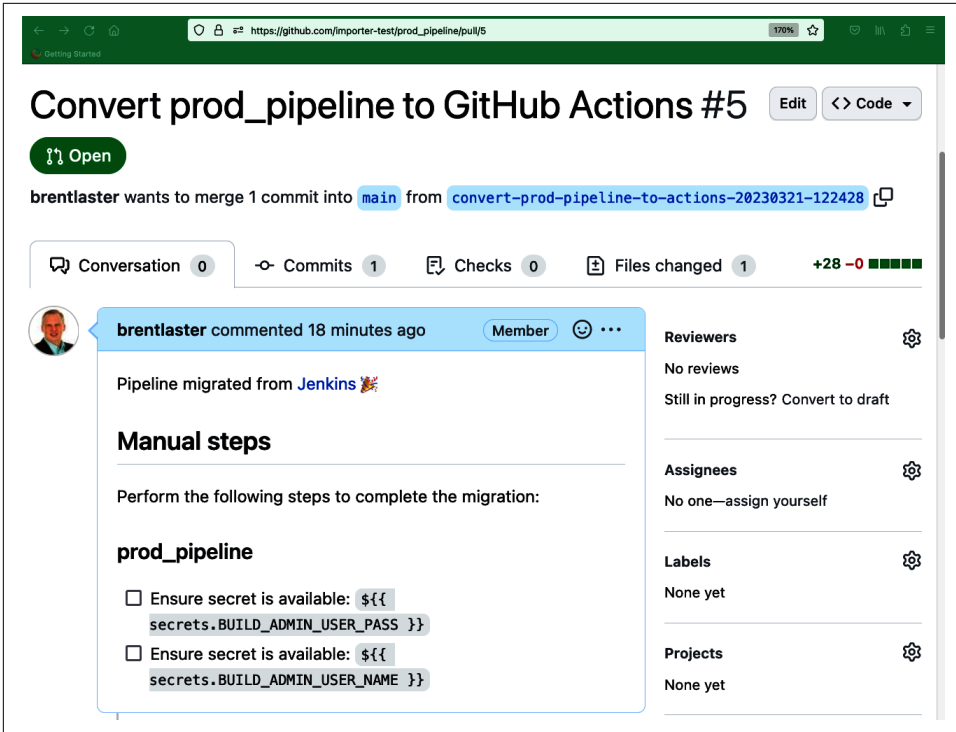 https://github.com/importer-test/prod_pipeline/pull/5
170%
Getting Started
Convert prod_pipeline to GitHub Actions #5
Edit
<> Code
Open
brentlaster wants to merge 1 commit into main from convert-prod-pipeline-to-actions-20230321-122428
Conversation 0
Commits 1
Checks 0
Files changed 1
+28 −0
brentlaster commented 18 minutes ago
Member
Pipeline migrated from Jenkins 🎉
Manual steps
Perform the following steps to complete the migration:
prod_pipeline
Ensure secret is available: ${{
secrets.BUILD_ADMIN_USER_PASS }}
Ensure secret is available: ${{
secrets.BUILD_ADMIN_USER_NAME }}
Reviewers
No reviews
Still in progress? Convert to draft
Assignees
No one—assign yourself
Labels
None yet
Projects
None yet